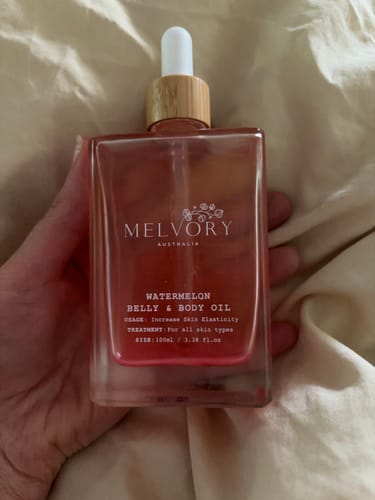 MELVORY
AUSTRALIA
WATERMELON
BELLY & BODY OIL
USAGE: Increase Skin Elasticity
TREATMENT: For all skin types
SIZE: 100ml / 3.38 fl.oz